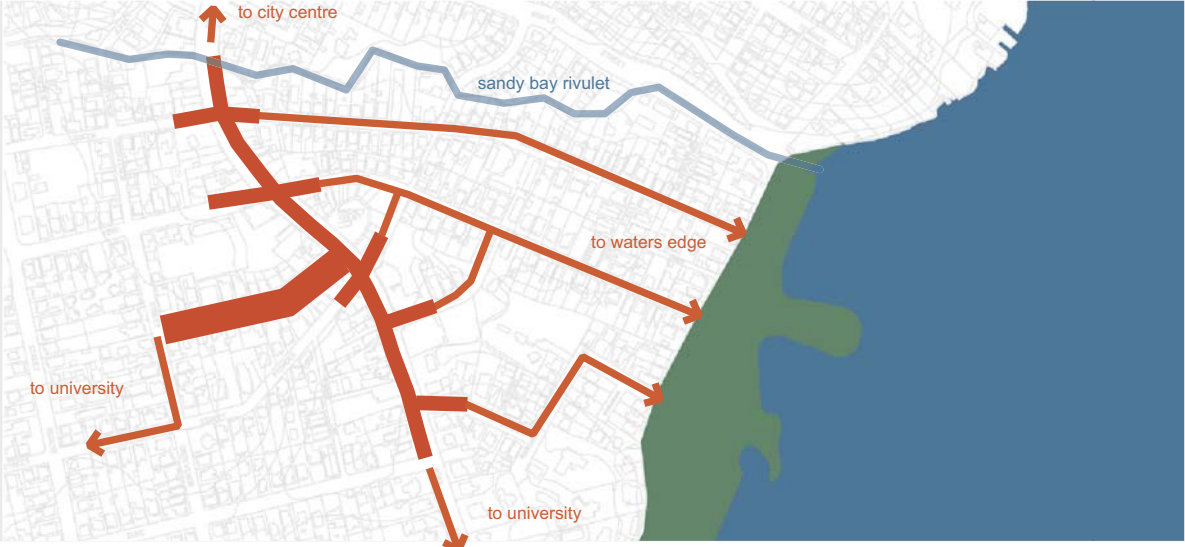 to city centre
sandy bay rivulet
to waters edge
to university
to university